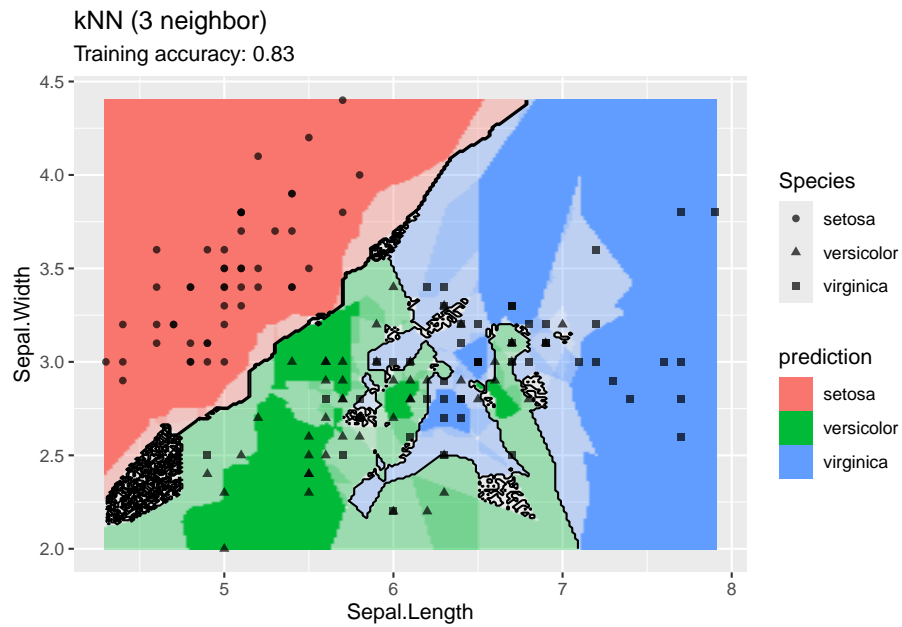 kNN (3 neighbor)
Training accuracy: 0.83
4.5
4.0
3.5
3.0
2.5
2.0
Sepal.Width
5
6
7
8
Sepal.Length
Species
setosa
versicolor
virginica
prediction
setosa
versicolor
virginica